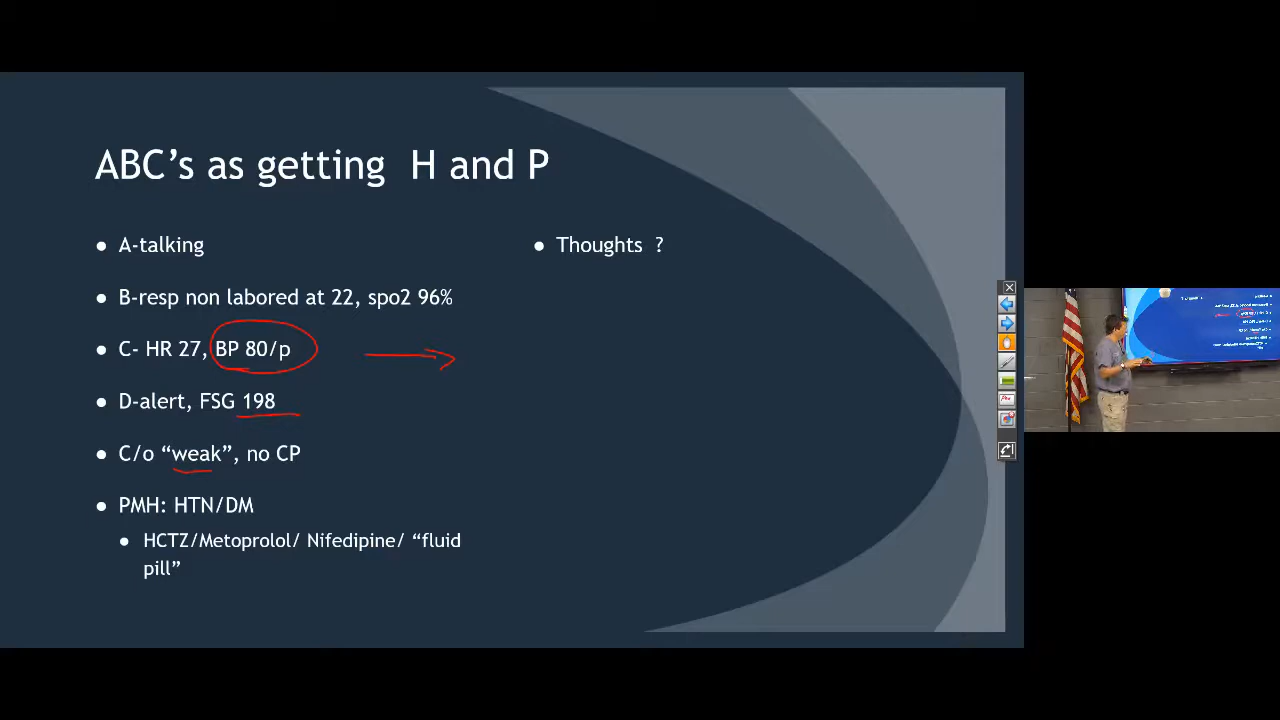 ABC’s as getting H and P
● A-talking
● B-resp non labored at 22, spo2 96%
● C- HR 27, BP 80/p
● D-alert, FSG 198
● C/o “weak”, no CP
● PMH: HTN/DM
● HCTZ/Metoprolol/ Nifedipine/ “fluid
pill”
● Thoughts ?